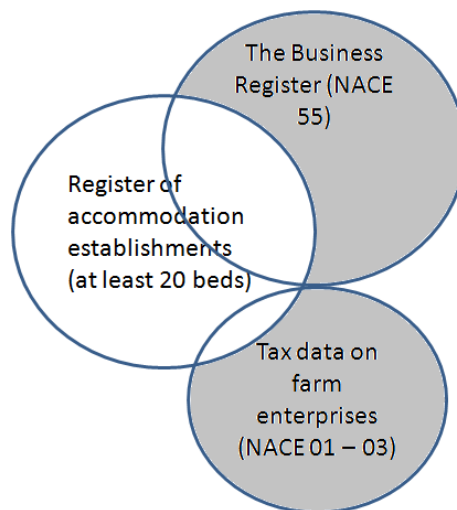 The Business
Register (NACE
55)
Register of
accommodation
establishments
(at least 20 beds)
Tax data on
farm
enterprises
(NACE 01 – 03)